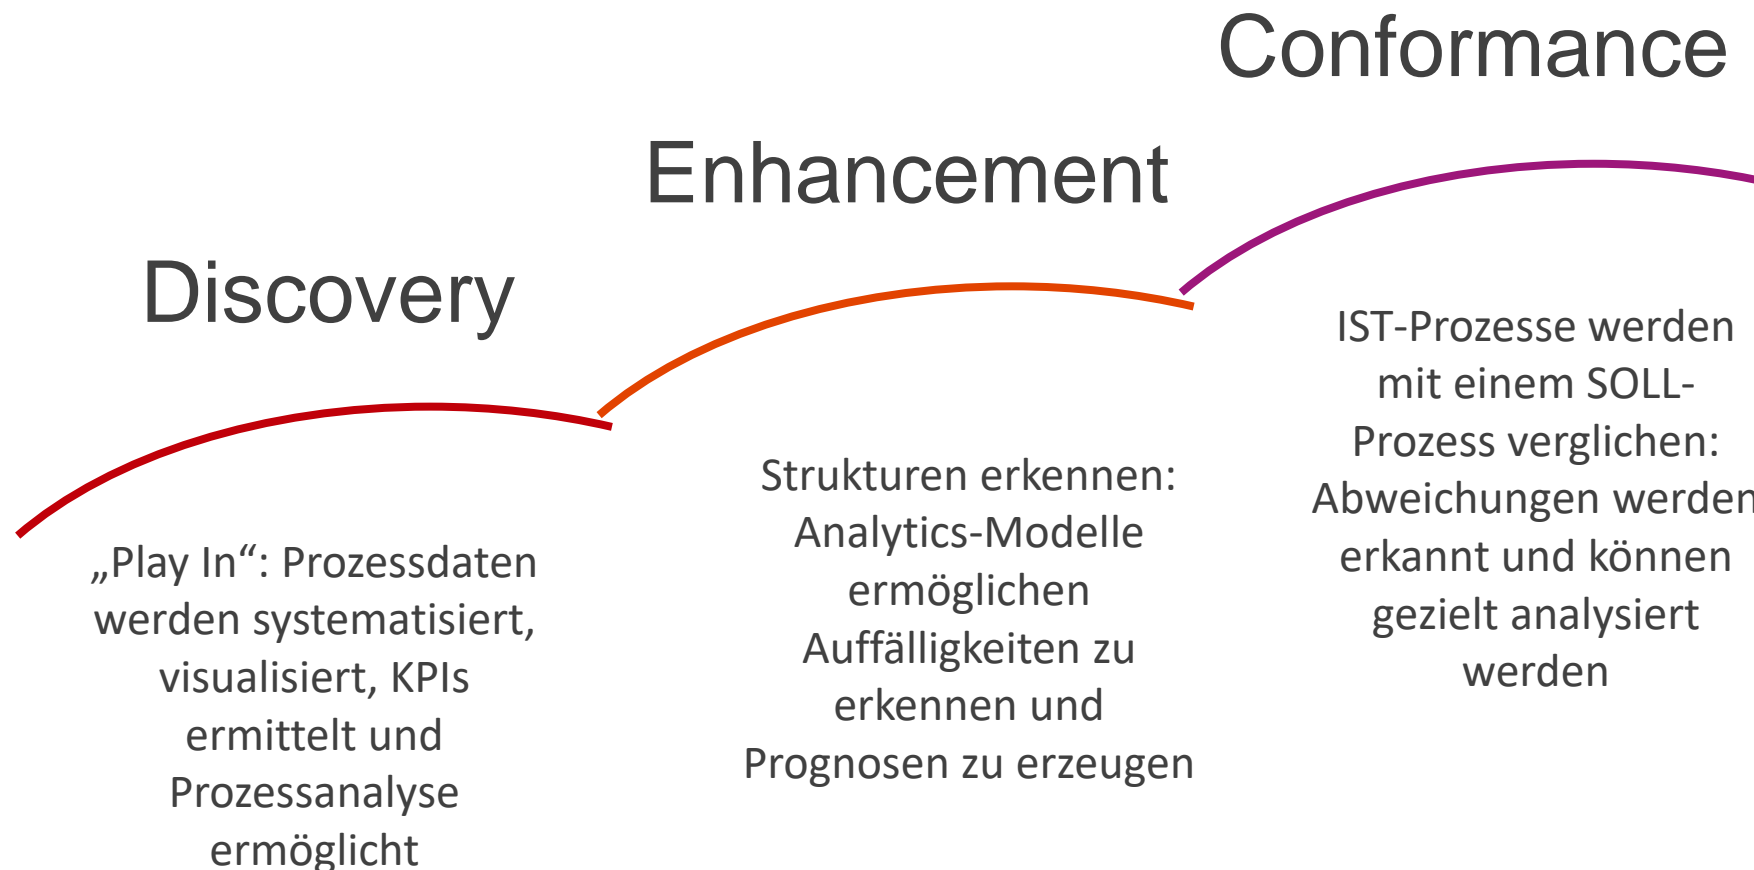 Discovery
„Play In“: Prozessdaten
werden systematisiert,
visualisiert, KPIs
ermittelt und
Prozessanalyse
ermöglicht
Enhancement
Strukturen erkennen:
Analytics-Modelle
ermöglichen
Auffälligkeiten zu
erkennen und
Prognosen zu erzeugen
Conformance
IST-Prozesse werden
mit einem SOLL-
Prozess verglichen:
Abweichungen werden
erkannt und können
gezielt analysiert
werden